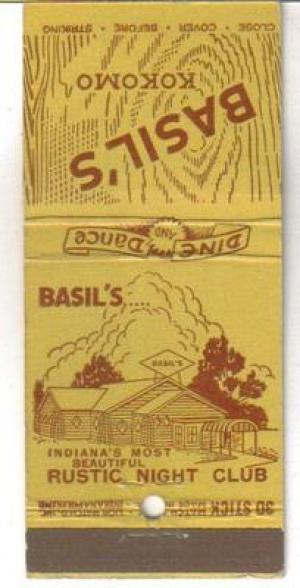 CLOSE • COVER • BEFORE • STRIKING
BASIL'S
KOKOMO
DINE AND Dance
BASIL'S....
BASIL'S
INDIANA'S MOST
BEAUTIFUL
RUSTIC NIGHT CLUB
30 STICK MATCH